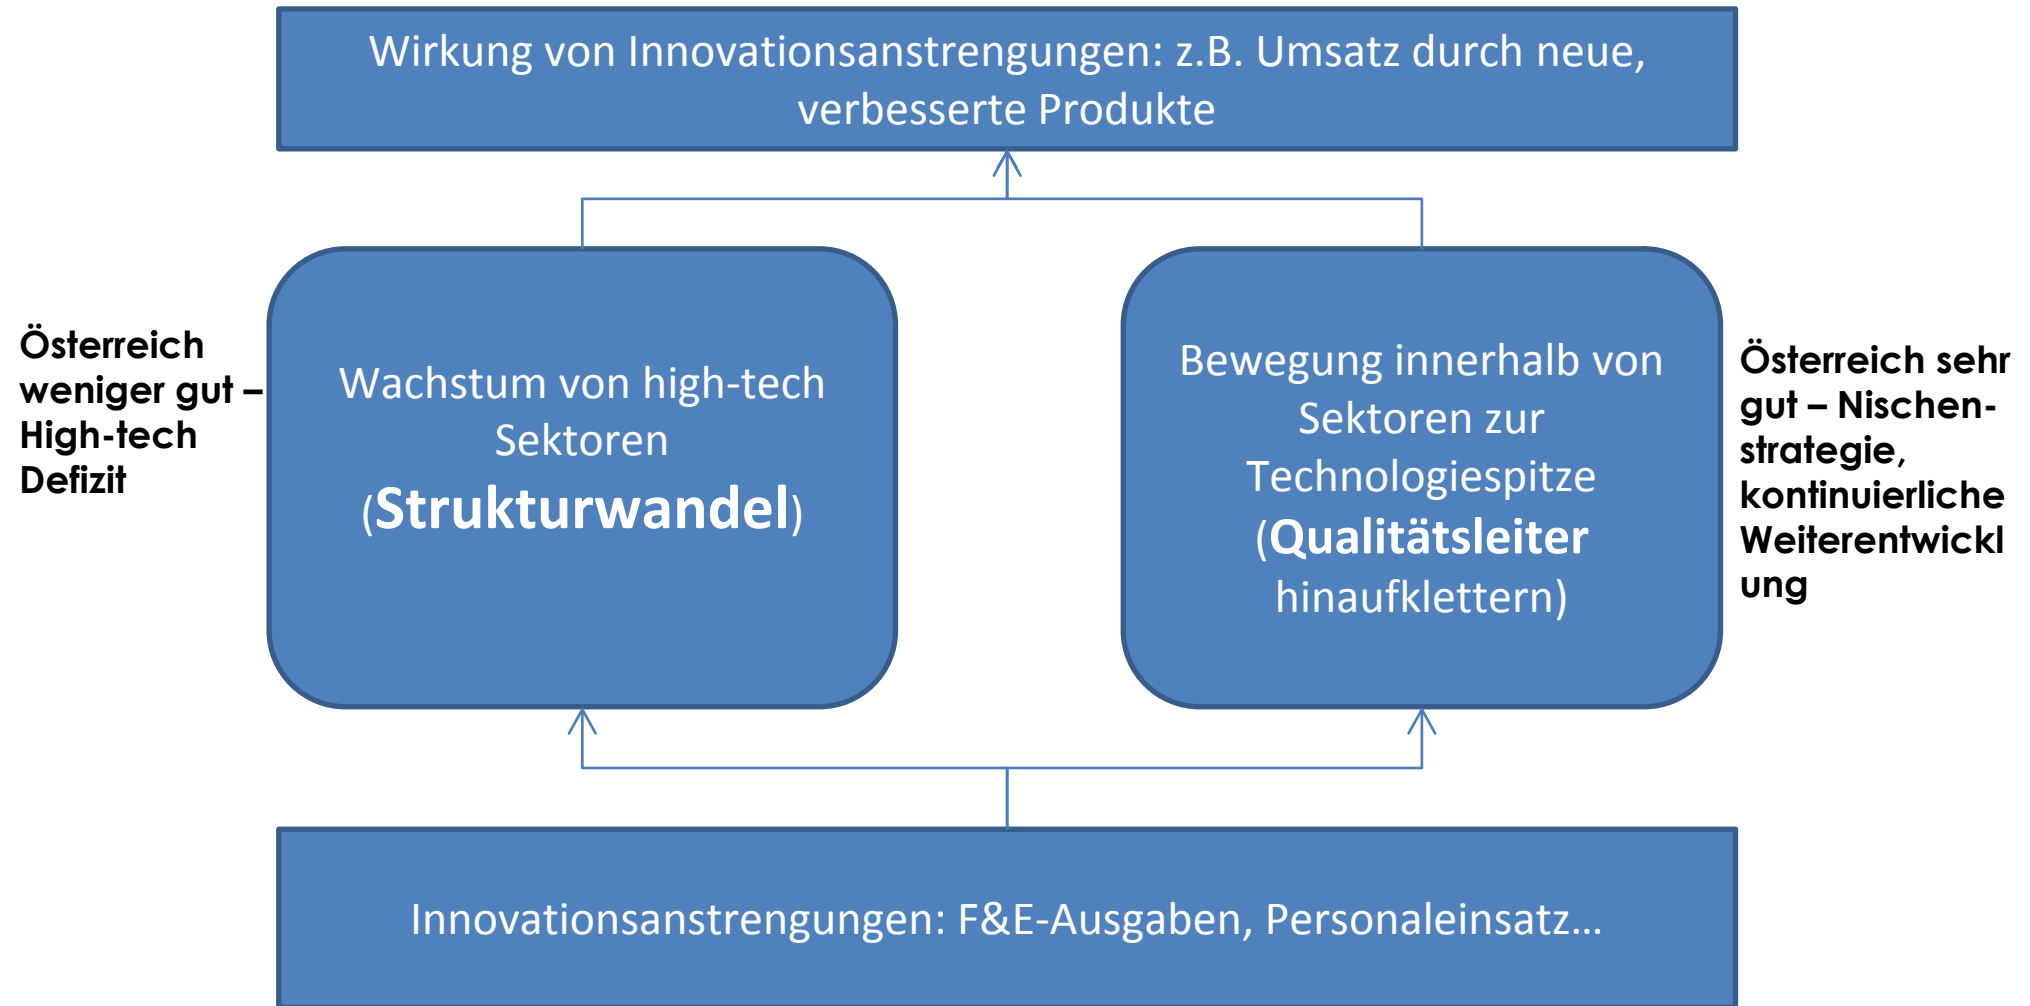 Wirkung von Innovationsanstrengungen: z.B. Umsatz durch neue,
verbesserte Produkte
Österreich
weniger gut –
High-tech
Defizit
Wachstum von high-tech
Sektoren
(Strukturwandel)
Bewegung innerhalb von
Sektoren zur
Technologiespitze
(Qualitätsleiter
hinaufklettern)
Österreich sehr
gut – Nischen-
strategie,
kontinuierliche
Weiterentwickl
ung
Innovationsanstrengungen: F&E-Ausgaben, Personaleinsatz…